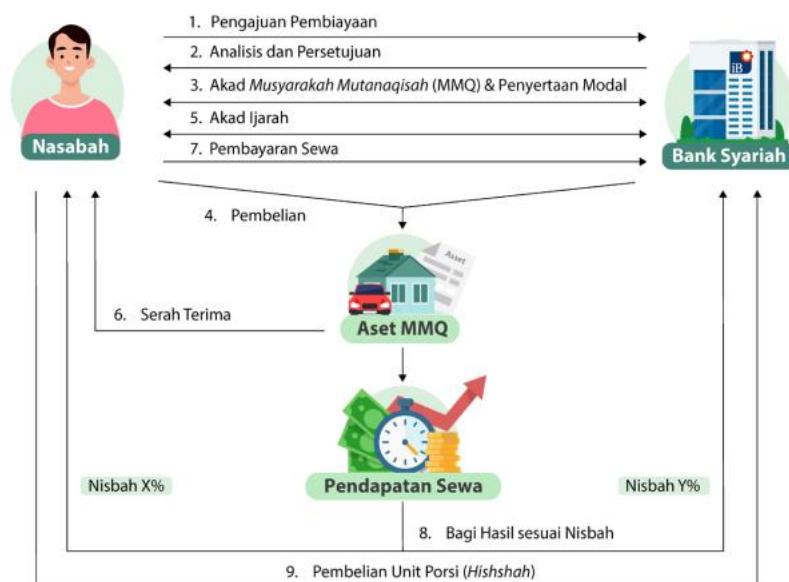 1. Pengajuan Pembiayaan
2. Analisis dan Persetujuan
3. Akad Musyarakah Mutanaqisah (MMQ) & Penyertaan Modal
5. Akad Ijarah
7. Pembayaran Sewa
iB
Nasabah
Bank Syariah
4. Pembelian
Asset
6. Serah Terima
Aset MMQ
Nisbah X%
Pendapatan Sewa
Nisbah Y%
8. Bagi Hasil sesuai Nisbah
9. Pembelian Unit Porsi (Hishshah)